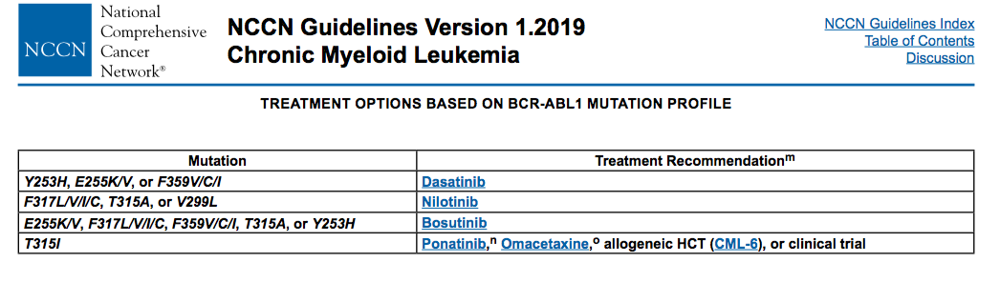 NCCN
National
Comprehensive
Cancer
Network®
NCCN Guidelines Version 1.2019
Chronic Myeloid Leukemia
NCCN Guidelines Index
Table of Contents
Discussion
TREATMENT OPTIONS BASED ON BCR-ABL1 MUTATION PROFILE
Mutation Treatment Recommendationᵐ
Y253H, E255K/V, or F359V/C/I Dasatinib
F317L/V/I/C, T315A, or V299L Nilotinib
E255K/V, F317L/V/I/C, F359V/C/I, T315A, or Y253H Bosutinib
T315I Ponatinib,ⁿ Omacetaxine,ᵒ allogeneic HCT (CML-6), or clinical trial